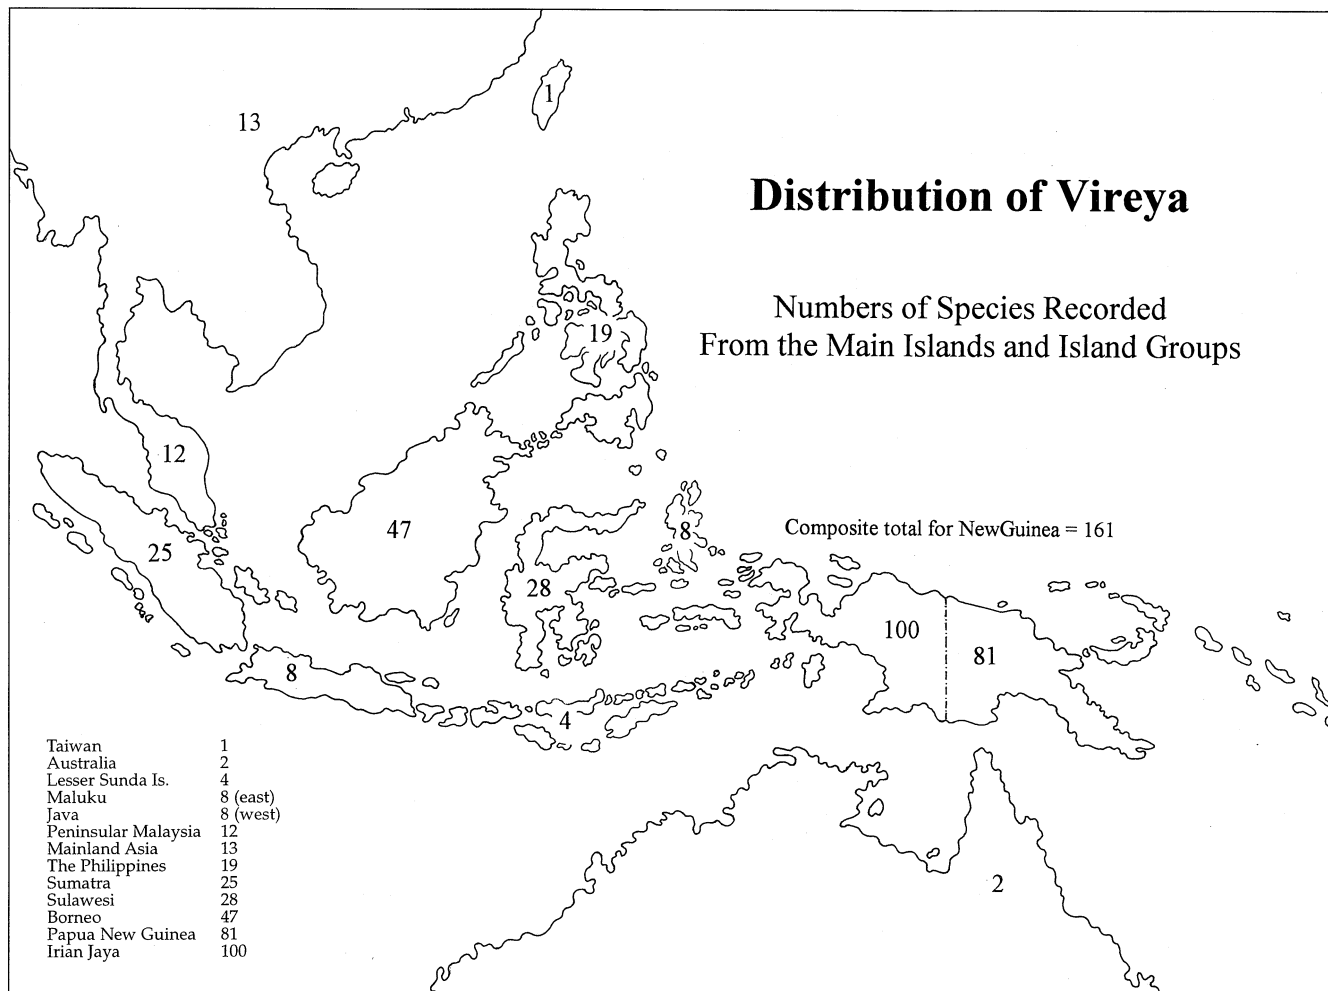 1
13
Distribution of Vireya
Numbers of Species Recorded
From the Main Islands and Island Groups
19
12
47
8
Composite total for NewGuinea = 161
25
28
100
81
8
4
Taiwan 1
Australia 2
Lesser Sunda Is. 4
Maluku 8 (east)
Java 8 (west)
Peninsular Malaysia 12
Mainland Asia 13
The Philippines 19
Sumatra 25
Sulawesi 28
Borneo 47
Papua New Guinea 81
Irian Jaya 100
2